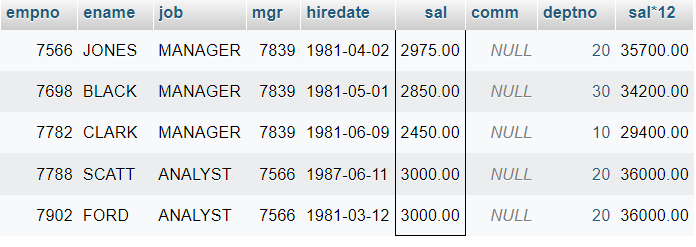 empno ename job mgr hiredate sal comm deptno sal*12
7566 JONES MANAGER 7839 1981-04-02 2975.00 NULL 20 35700.00
7698 BLACK MANAGER 7839 1981-05-01 2850.00 NULL 30 34200.00
7782 CLARK MANAGER 7839 1981-06-09 2450.00 NULL 10 29400.00
7788 SCATT ANALYST 7566 1987-06-11 3000.00 NULL 20 36000.00
7902 FORD ANALYST 7566 1981-03-12 3000.00 NULL 20 36000.00